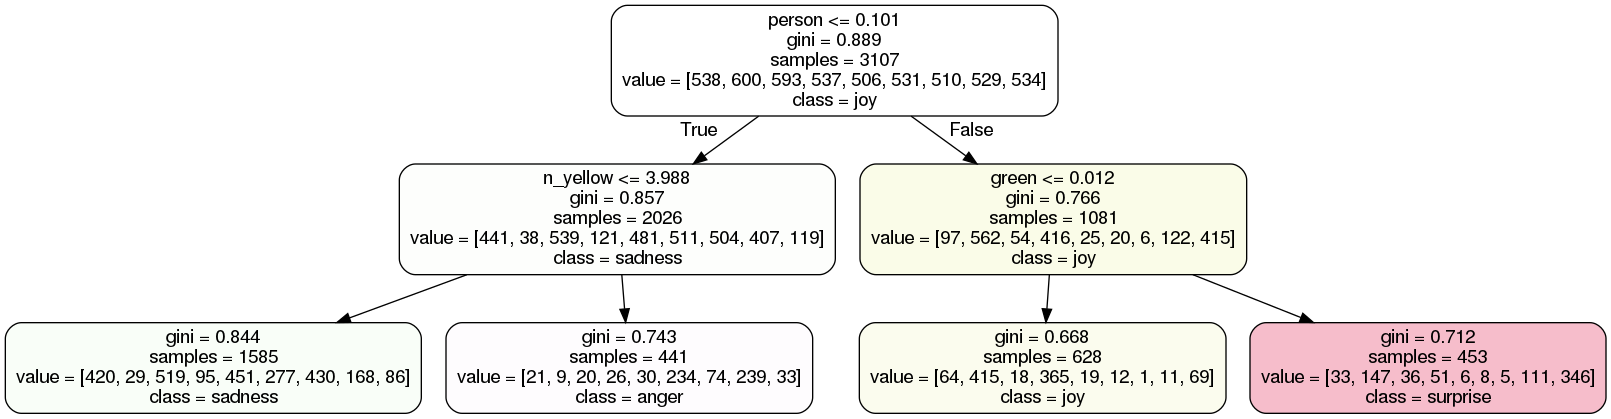 person <= 0.101
gini = 0.889
samples = 3107
value = [538, 600, 593, 537, 506, 531, 510, 529, 534]
class = joy
True
False
n_yellow <= 3.988
gini = 0.857
samples = 2026
value = [441, 38, 539, 121, 481, 511, 504, 407, 119]
class = sadness
green <= 0.012
gini = 0.766
samples = 1081
value = [97, 562, 54, 416, 25, 20, 6, 122, 415]
class = joy
gini = 0.844
samples = 1585
value = [420, 29, 519, 95, 451, 277, 430, 168, 86]
class = sadness
gini = 0.743
samples = 441
value = [21, 9, 20, 26, 30, 234, 74, 239, 33]
class = anger
gini = 0.668
samples = 628
value = [64, 415, 18, 365, 19, 12, 1, 11, 69]
class = joy
gini = 0.712
samples = 453
value = [33, 147, 36, 51, 6, 8, 5, 111, 346]
class = surprise